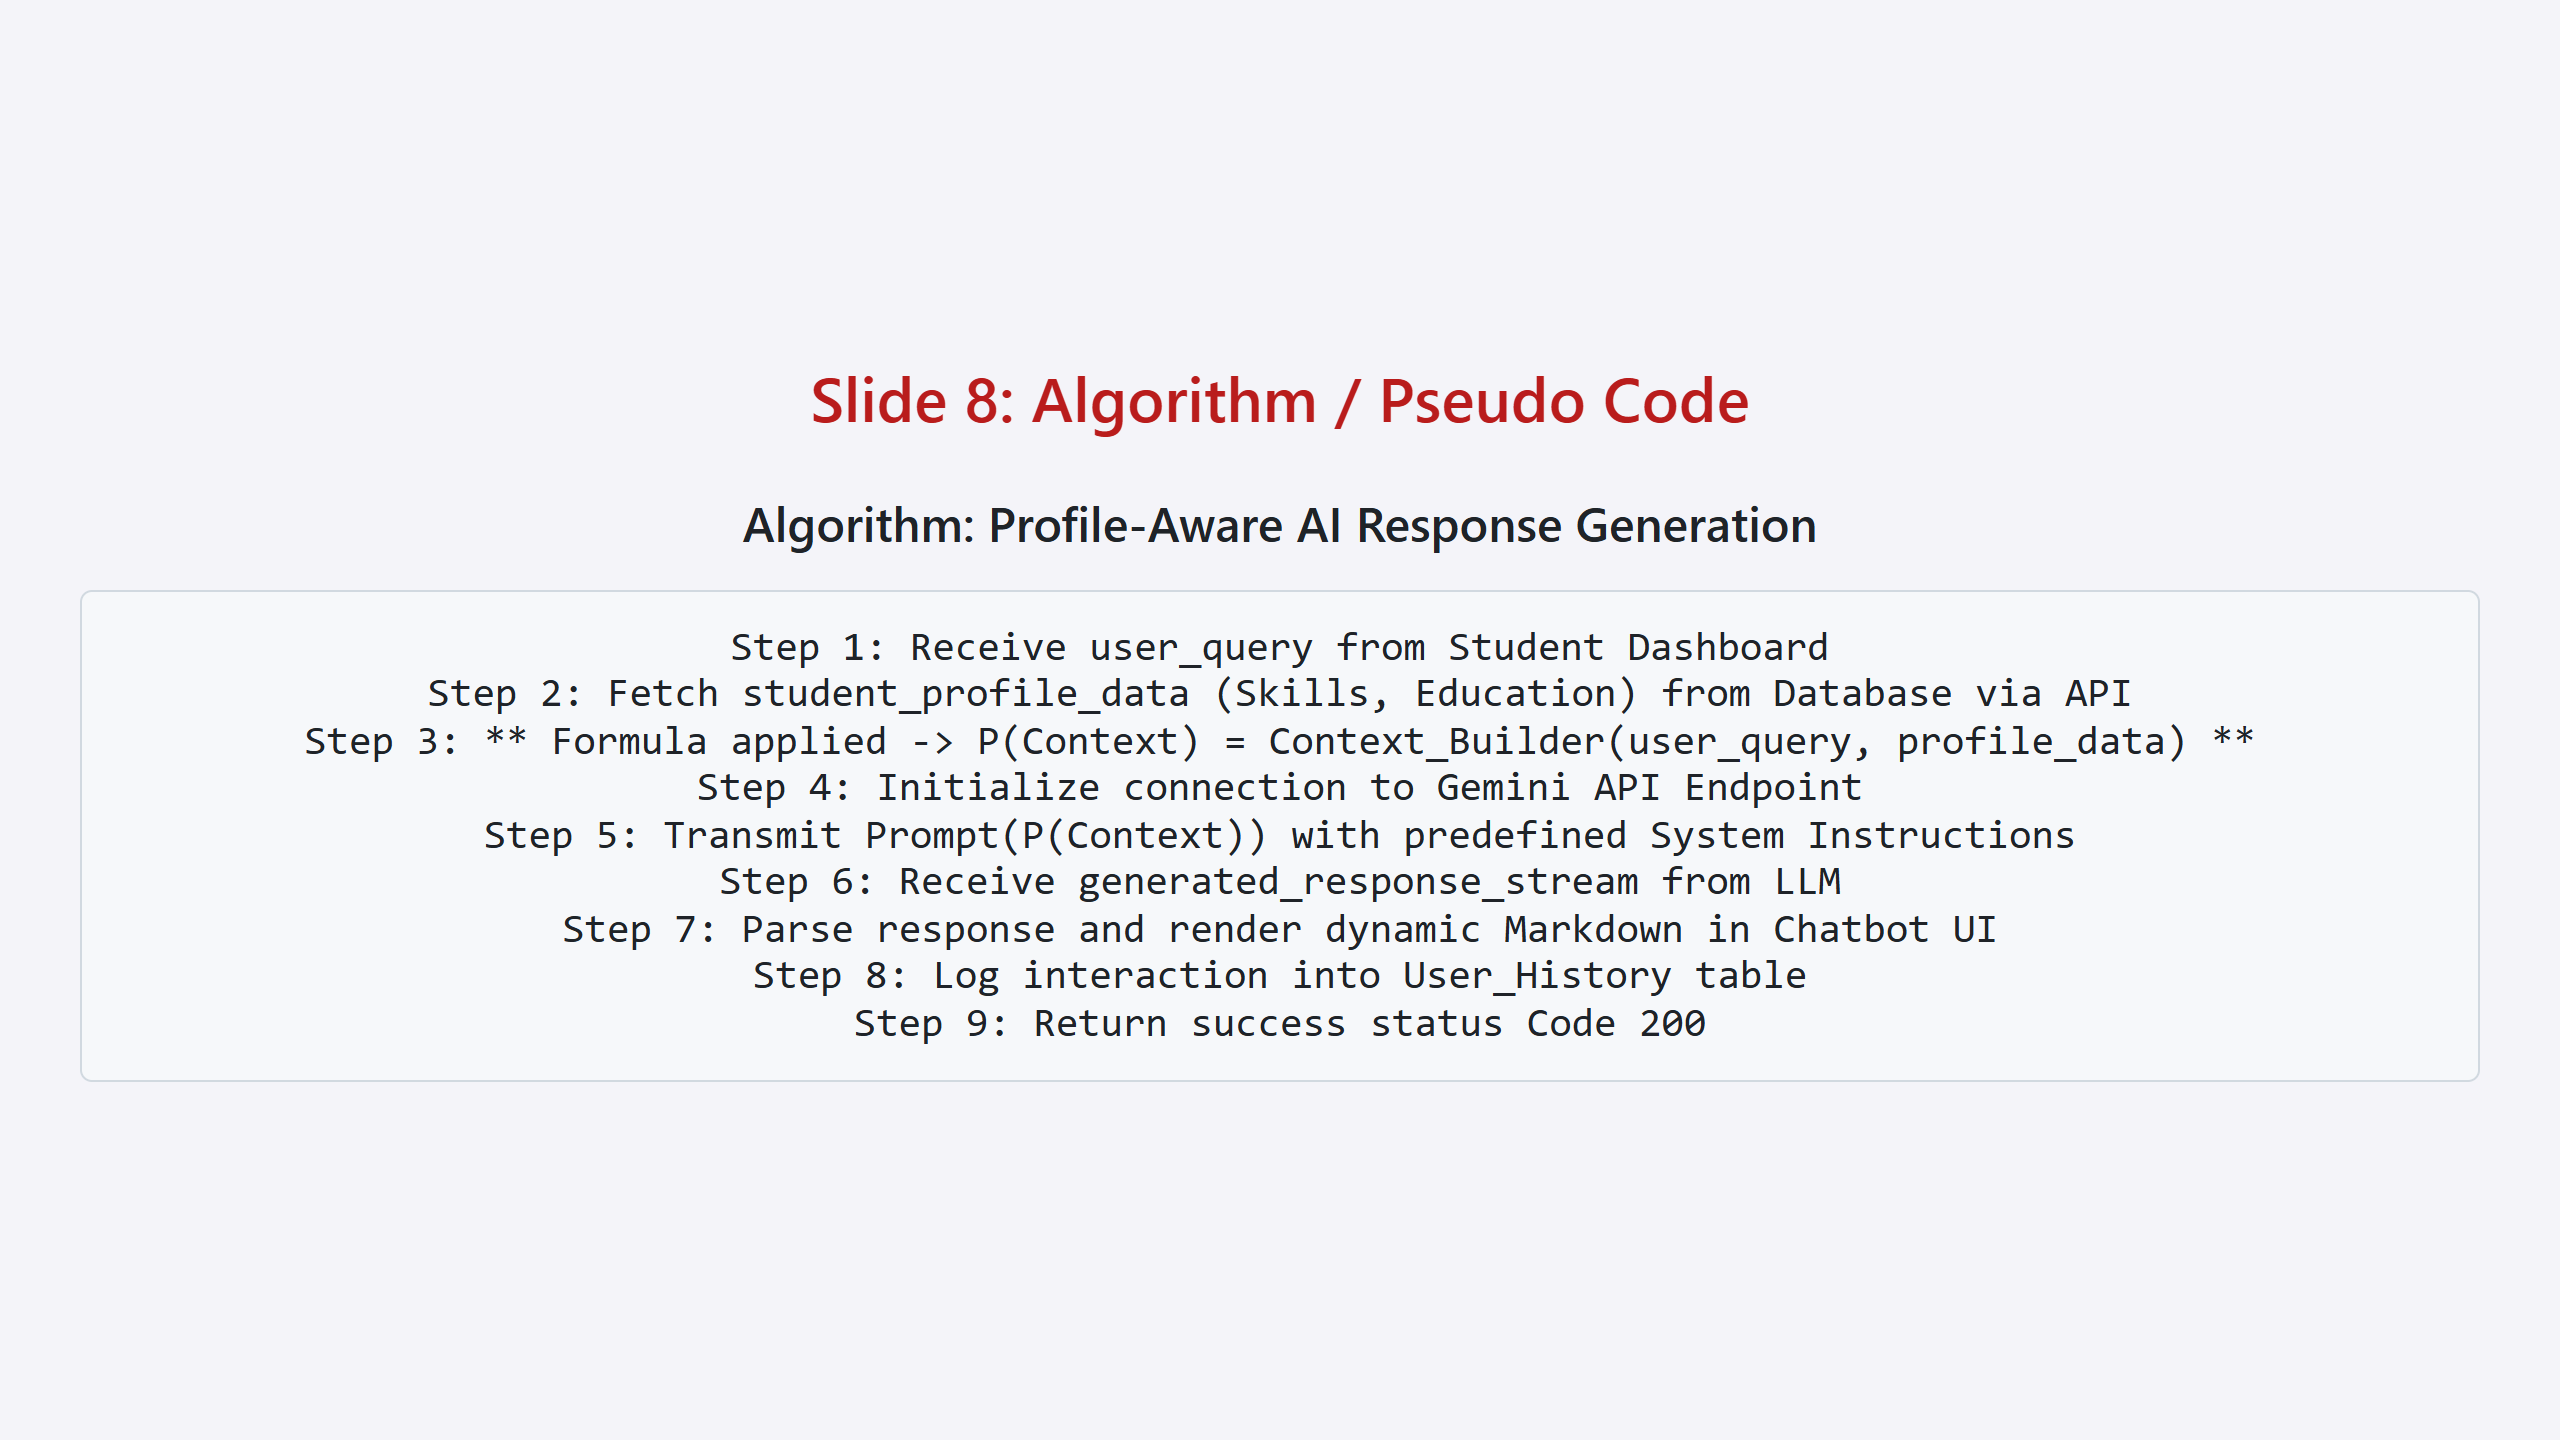 Slide 8: Algorithm / Pseudo Code
Algorithm: Profile-Aware AI Response Generation
Step 1: Receive user_query from Student Dashboard
Step 2: Fetch student_profile_data (Skills, Education) from Database via API
Step 3: ** Formula applied -> P(Context) = Context_Builder(user_query, profile_data) **
Step 4: Initialize connection to Gemini API Endpoint
Step 5: Transmit Prompt(P(Context)) with predefined System Instructions
Step 6: Receive generated_response_stream from LLM
Step 7: Parse response and render dynamic Markdown in Chatbot UI
Step 8: Log interaction into User_History table
Step 9: Return success status Code 200